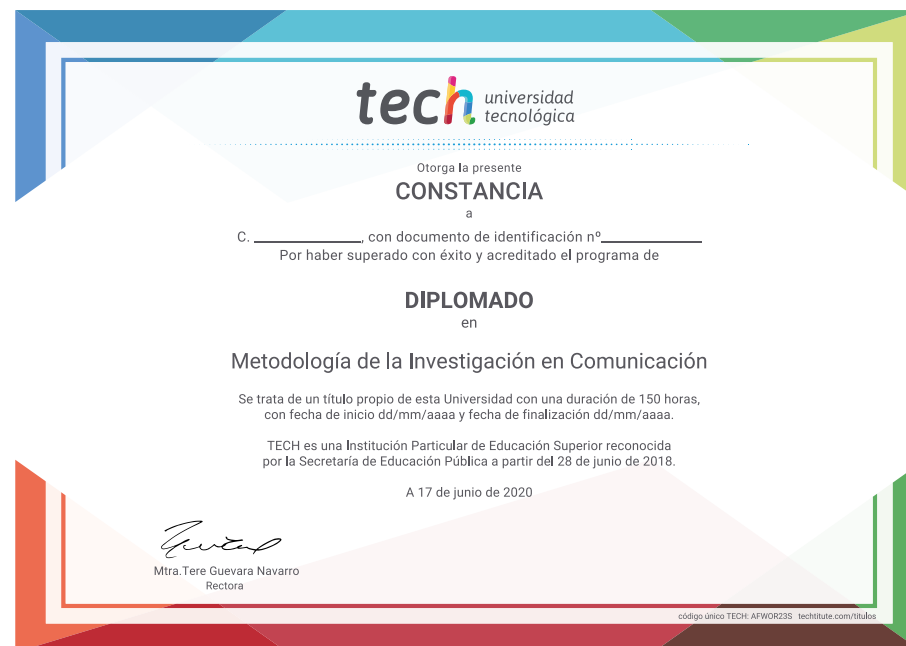 tech universidad
tecnológica
Otorga la presente
CONSTANCIA
a
C. ______________, con documento de identificación nº_____________
Por haber superado con éxito y acreditado el programa de
DIPLOMADO
en
Metodología de la Investigación en Comunicación
Se trata de un título propio de esta Universidad con una duración de 150 horas,
con fecha de inicio dd/mm/aaaa y fecha de finalización dd/mm/aaaa.
TECH es una Institución Particular de Educación Superior reconocida
por la Secretaría de Educación Pública a partir del 28 de junio de 2018.
A 17 de junio de 2020
Mtra.Tere Guevara Navarro
Rectora
código único TECH: AFWOR23S techtitute.com/titulos